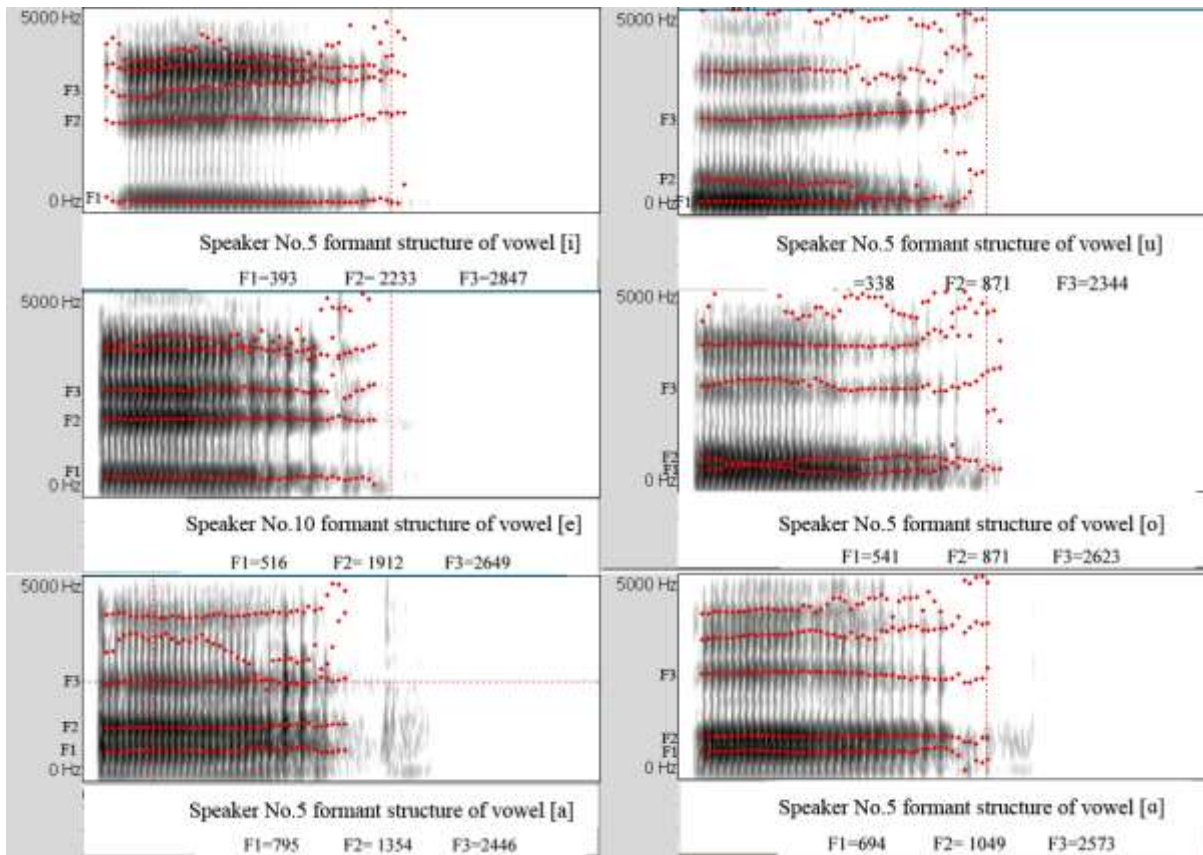 5000 Hz
F3
F2
F1
0 Hz
Speaker No.5 formant structure of vowel [i]
F1=393 F2= 2233 F3=2847
5000 Hz
F3
F2
F1
0 Hz
Speaker No.5 formant structure of vowel [u]
=338 F2= 871 F3=2344
5000 Hz
F3
F2
F1
0 Hz
Speaker No.10 formant structure of vowel [e]
F1=516 F2= 1912 F3=2649
5000 Hz
F3
F2
0 Hz
Speaker No.5 formant structure of vowel [o]
F1=541 F2= 871 F3=2623
5000 Hz
F3
F2
F1
0 Hz
Speaker No.5 formant structure of vowel [a]
F1=795 F2= 1354 F3=2446
5000 Hz
F3
F2
F1
0 Hz
Speaker No.5 formant structure of vowel [ɑ]
F1=694 F2= 1049 F3=2573